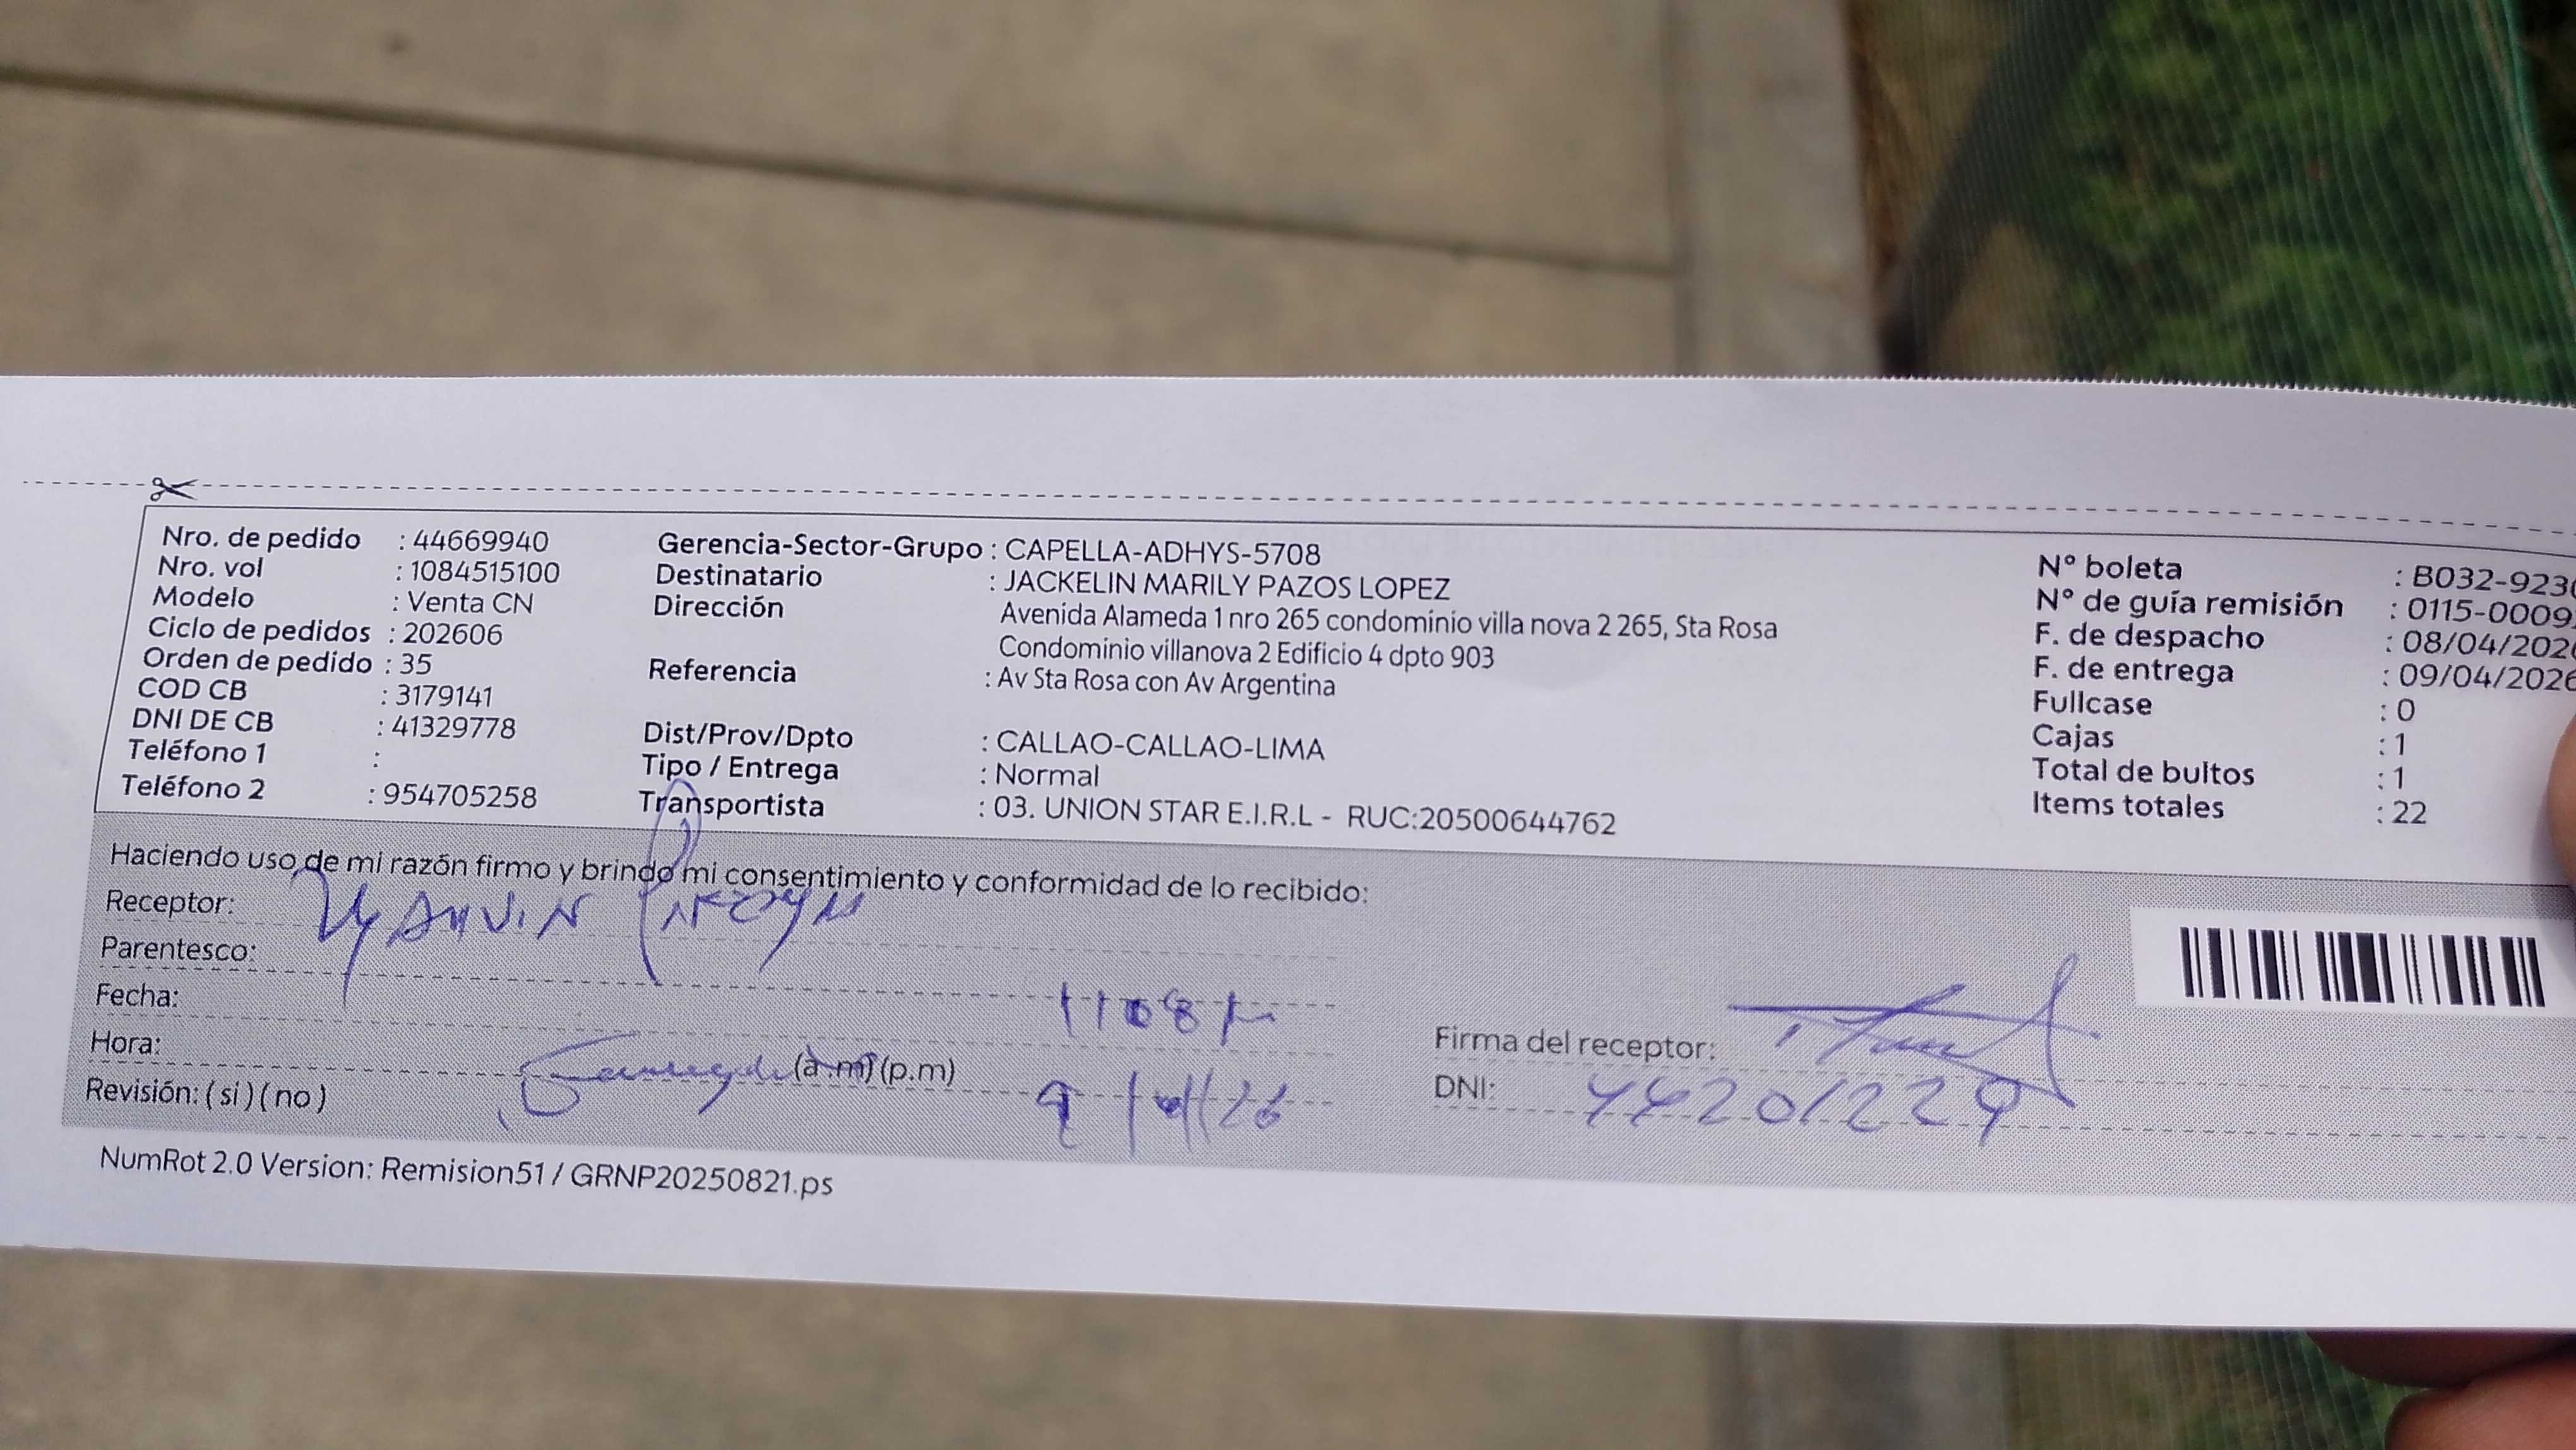 Nro. de pedido : 44669940
Nro. vol : 1084515100
Modelo : Venta CN
Ciclo de pedidos : 202606
Orden de pedido : 35
COD CB : 3179141
DNI DE CB : 41329778
Teléfono 1 :
Teléfono 2 : 954705258
Gerencia-Sector-Grupo : CAPELLA-ADHYS-5708
Destinatario : JACKELIN MARILY PAZOS LOPEZ
Dirección Avenida Alameda 1 nro 265 condominio villa nova 2 265, Sta Rosa
Condominio villanova 2 Edificio 4 dpto 903
Referencia : Av Sta Rosa con Av Argentina
Dist/Prov/Dpto : CALLAO-CALLAO-LIMA
Tipo / Entrega : Normal
Transportista : 03. UNION STAR E.I.R.L - RUC:20500644762
N° boleta : B032-923
N° de guía remisión : 0115-0009
F. de despacho : 08/04/202
F. de entrega : 09/04/2026
Fullcase : 0
Cajas : 1
Total de bultos : 1
Items totales : 22
Haciendo uso de mi razón firmo y brindo mi consentimiento y conformidad de lo recibido:
Receptor:
Parentesco:
Fecha:
Hora: (a.m) (p.m)
Revisión: ( si ) ( no )
Firma del receptor:
DNI: 44201229
NumRot 2.0 Version: Remision51 / GRNP20250821.ps